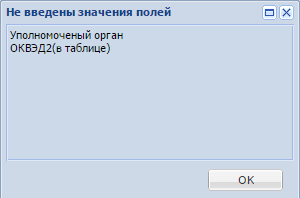 Не введены значения полей
Уполномоченый орган
ОКВЭД2(в таблице)
OK